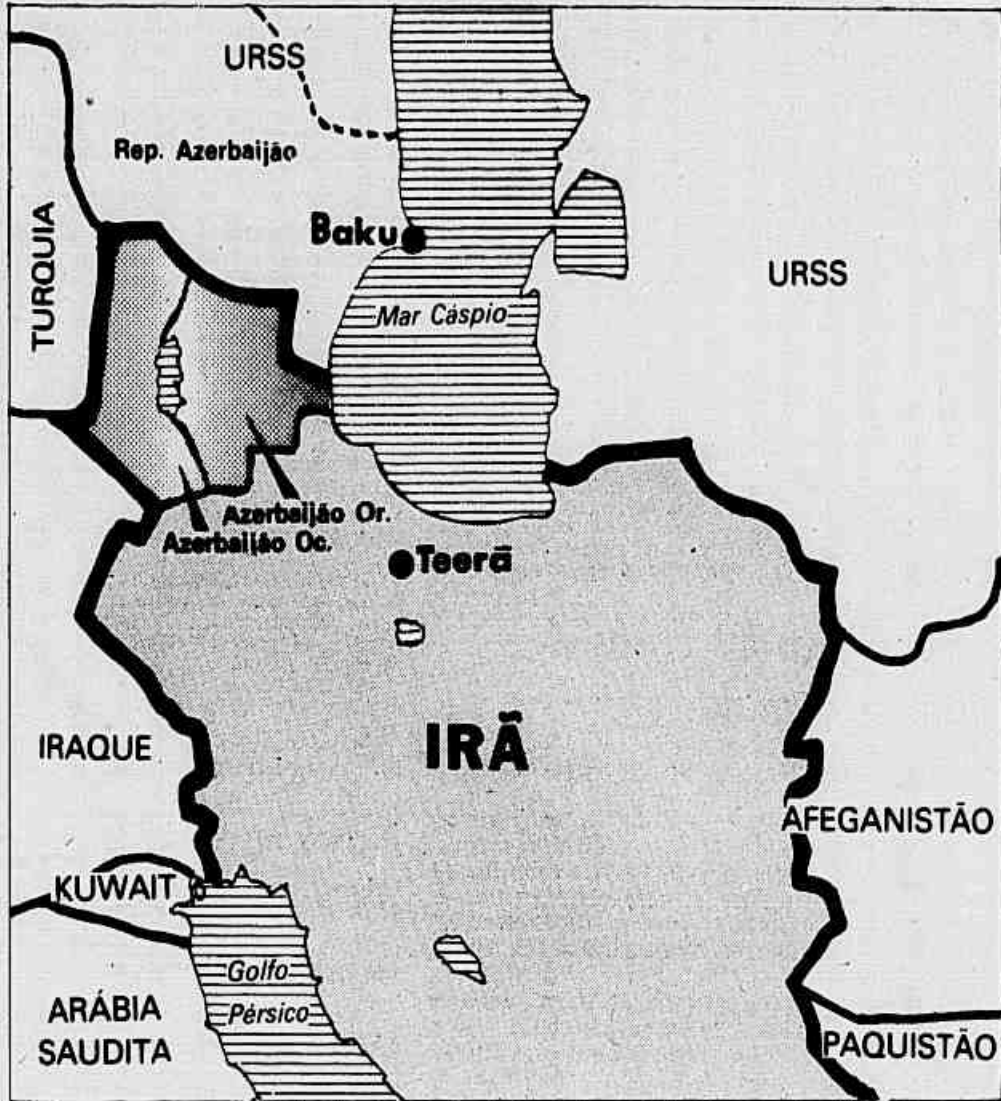 URSS
Rep. Azerbaijão
Baku
TURQUIA
URSS
Mar Cáspio
Azerbaijão Or.
Azerbaijão Oc.
Teerã
IRAQUE
IRÃ
AFEGANISTÃO
KUWAIT
Golfo
Pérsico
ARÁBIA
SAUDITA
PAQUISTÃO